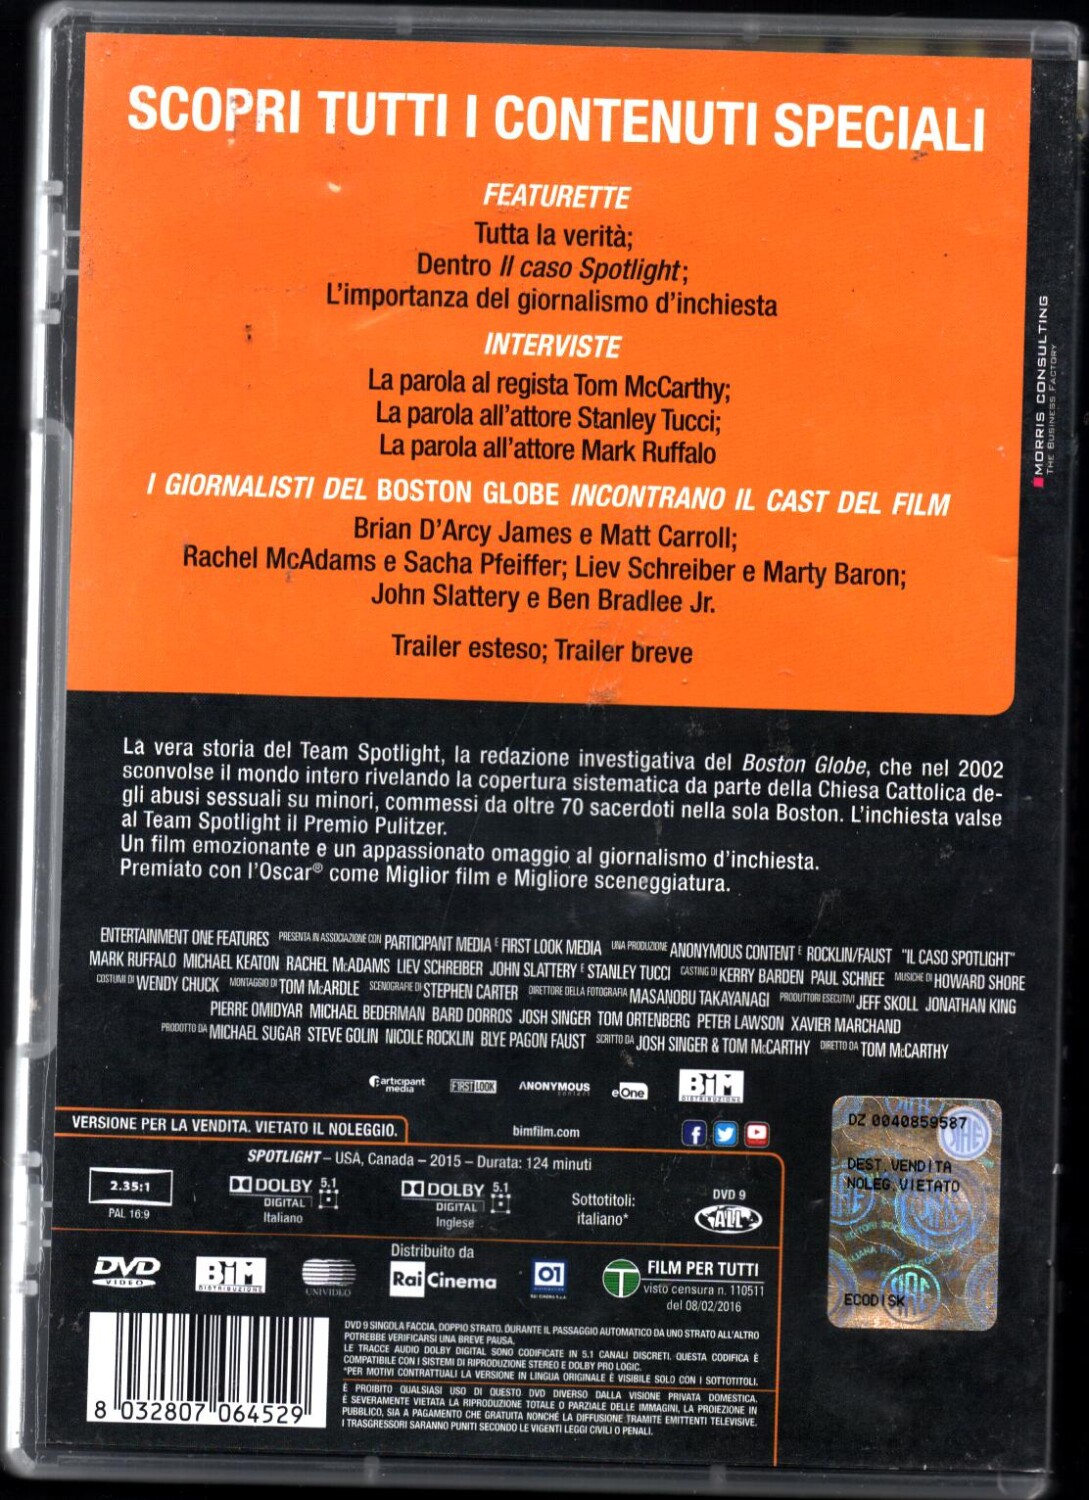 SCOPRI TUTTI I CONTENUTI SPECIALI
FEATURETTE
Tutta la verità;
Dentro Il caso Spotlight;
L'importanza del giornalismo d'inchiesta
INTERVISTE
La parola al regista Tom McCarthy;
La parola all'attore Stanley Tucci;
La parola all'attore Mark Ruffalo
I GIORNALISTI DEL BOSTON GLOBE INCONTRANO IL CAST DEL FILM
Brian D'Arcy James e Matt Carroll;
Rachel McAdams e Sacha Pfeiffer; Liev Schreiber e Marty Baron;
John Slattery e Ben Bradlee Jr.
Trailer esteso; Trailer breve
MORRIS CONSULTING
THE BUSINESS FACTORY
La vera storia del Team Spotlight, la redazione investigativa del Boston Globe, che nel 2002
sconvolse il mondo intero rivelando la copertura sistematica da parte della Chiesa Cattolica de-
gli abusi sessuali su minori, commessi da oltre 70 sacerdoti nella sola Boston. L'inchiesta valse
al Team Spotlight il Premio Pulitzer.
Un film emozionante e un appassionato omaggio al giornalismo d'inchiesta.
Premiato con l'Oscar® come Miglior film e Migliore sceneggiatura.
ENTERTAINMENT ONE FEATURES PRESENTA IN ASSOCIAZIONE CON PARTICIPANT MEDIA E FIRST LOOK MEDIA UNA PRODUZIONE ANONYMOUS CONTENT E ROCKLIN/FAUST "IL CASO SPOTLIGHT"
MARK RUFFALO MICHAEL KEATON RACHEL McADAMS LIEV SCHREIBER JOHN SLATTERY E STANLEY TUCCI CASTING DI KERRY BARDEN PAUL SCHNEE MUSICHE DI HOWARD SHORE
COSTUMI DI WENDY CHUCK MONTAGGIO DI TOM McARDLE SCENOGRAFIE DI STEPHEN CARTER DIRETTORE DELLA FOTOGRAFIA MASANOBU TAKAYANAGI PRODUTTORI ESECUTIVI JEFF SKOLL JONATHAN KING
PIERRE OMIDYAR MICHAEL BEDERMAN BARD DORROS JOSH SINGER TOM ORTENBERG PETER LAWSON XAVIER MARCHAND
PRODOTTO DA MICHAEL SUGAR STEVE GOLIN NICOLE ROCKLIN BLYE PAGON FAUST SCRITTO DA JOSH SINGER & TOM McCARTHY DIRETTO DA TOM McCARTHY
Participant media FIRST LOOK ANONYMOUS content eOne BiM DISTRIBUZIONE
VERSIONE PER LA VENDITA. VIETATO IL NOLEGGIO.
bimfilm.com
SPOTLIGHT – USA, Canada – 2015 – Durata: 124 minuti
2.35:1
PAL 16:9
DOLBY DIGITAL 5.1
Italiano
DOLBY DIGITAL 5.1
Inglese
Sottotitoli:
italiano*
DVD 9
ALL
DVD VIDEO
BiM DISTRIBUZIONE
UNIVIDEO
Distribuito da
Rai Cinema
01
T
FILM PER TUTTI
visto censura n. 110511
del 08/02/2016
DZ 0040859587
DEST.VENDITA
NOLEG.VIETATO
ECODISK
8 032807 064529
DVD 9 SINGOLA FACCIA, DOPPIO STRATO. DURANTE IL PASSAGGIO AUTOMATICO DA UNO STRATO ALL'ALTRO
POTREBBE VERIFICARSI UNA BREVE PAUSA.
LE TRACCE AUDIO DOLBY DIGITAL SONO CODIFICATE IN 5.1 CANALI DISCRETI. QUESTA CODIFICA È
COMPATIBILE CON I SISTEMI DI RIPRODUZIONE STEREO E DOLBY PRO LOGIC.
*PER MOTIVI CONTRATTUALI LA VERSIONE IN LINGUA ORIGINALE È VISIBILE SOLO CON I SOTTOTITOLI.
È PROIBITO QUALSIASI USO DI QUESTO DVD DIVERSO DALLA VISIONE PRIVATA DOMESTICA.
È SEVERAMENTE VIETATA LA RIPRODUZIONE TOTALE O PARZIALE DELLE IMMAGINI, LA PROIEZIONE IN
PUBBLICO, SIA A PAGAMENTO CHE GRATUITA NONCHÉ LA DIFFUSIONE TRAMITE EMITTENTI TELEVISIVE.
I TRASGRESSORI SARANNO PUNITI SECONDO LE VIGENTI LEGGI CIVILI O PENALI.